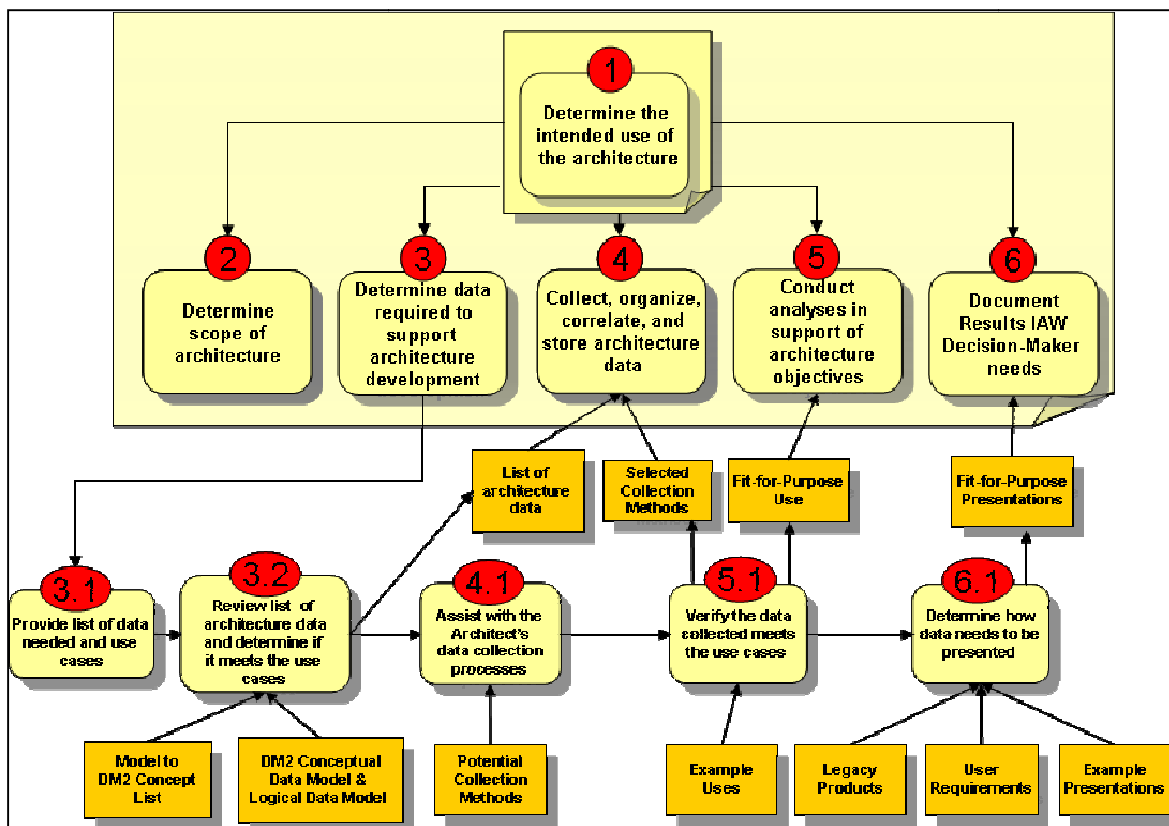 1
Determine the
intended use of
the architecture
2
Determine
scope of
architecture
3
Determine data
required to
support
architecture
development
4
Collect, organize,
correlate, and
store architecture
data
5
Conduct
analyses in
support of
architecture
objectives
6
Document
Results IAW
Decision-Maker
needs
List of
architecture
data
Selected
Collection
Methods
Fit-for-Purpose
Use
Fit-for-Purpose
Presentations
3.1
Provide list of data
needed and use
cases
3.2
Review list of
architecture data
and determine if
it meets the use
cases
4.1
Assist with the
Architect's
data collection
processes
5.1
Verify the data
collected meets
the use cases
6.1
Determine how
data needs to be
presented
Model to
DM2 Concept
List
DM2 Conceptual
Data Model &
Logical Data Model
Potential
Collection
Methods
Example
Uses
Legacy
Products
User
Requirements
Example
Presentations